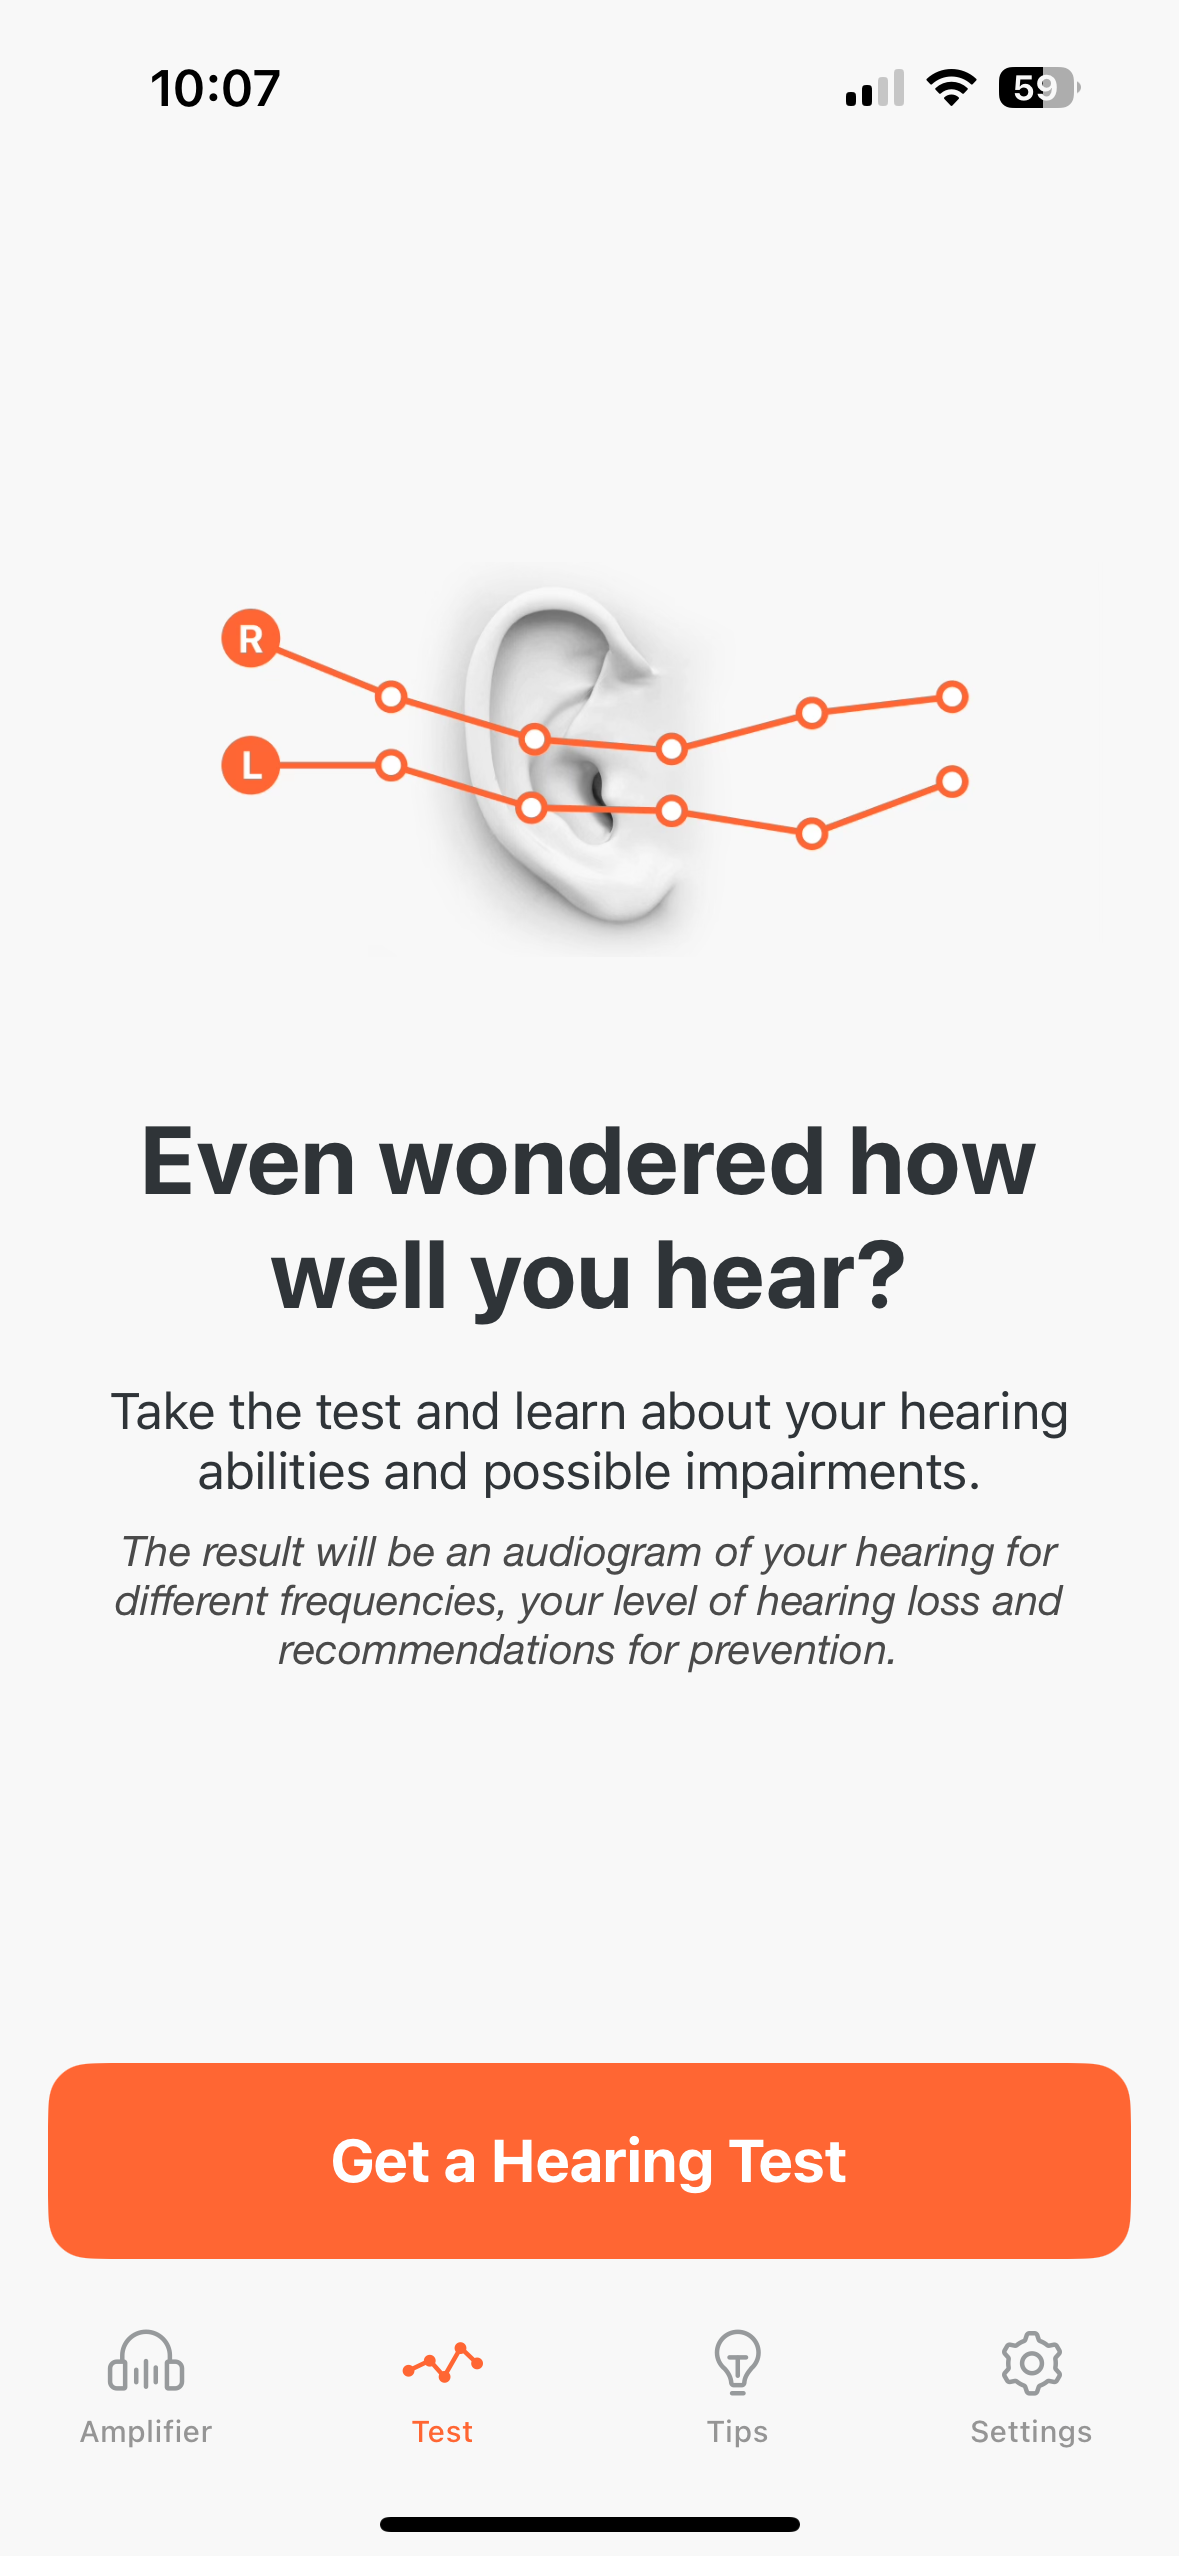 10:07
59
R
L
Even wondered how
well you hear?
Take the test and learn about your hearing
abilities and possible impairments.
The result will be an audiogram of your hearing for
different frequencies, your level of hearing loss and
recommendations for prevention.
Get a Hearing Test
Amplifier
Test
Tips
Settings